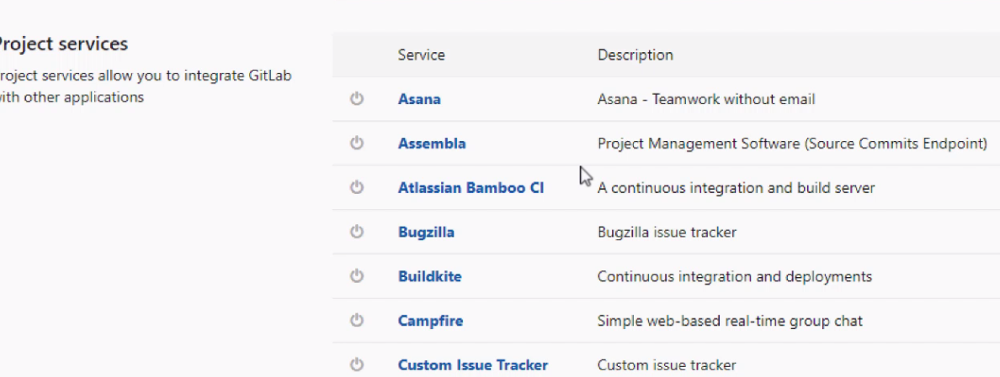 Project services
roject services allow you to integrate GitLab
ith other applications
Service Description
Asana Asana - Teamwork without email
Assembla Project Management Software (Source Commits Endpoint)
Atlassian Bamboo CI A continuous integration and build server
Bugzilla Bugzilla issue tracker
Buildkite Continuous integration and deployments
Campfire Simple web-based real-time group chat
Custom Issue Tracker Custom issue tracker